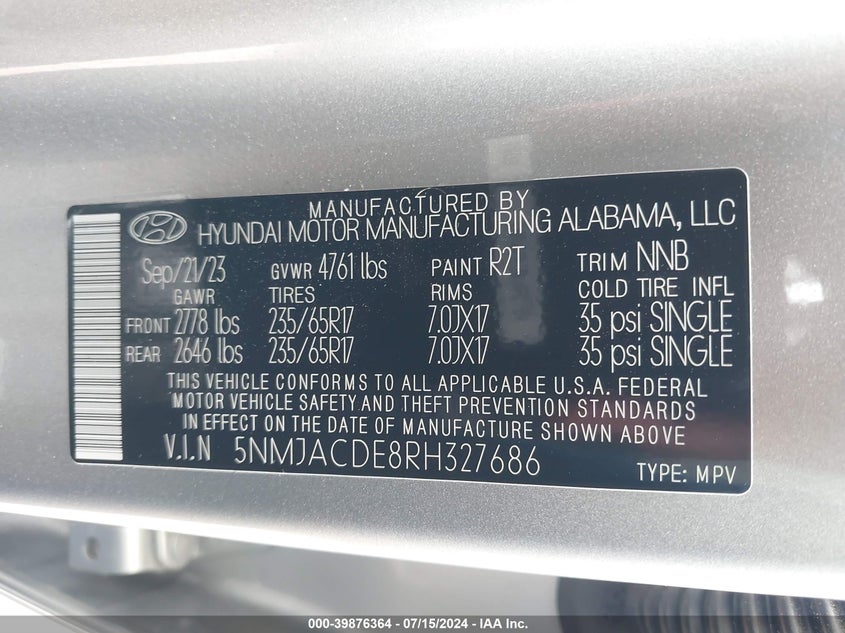 MANUFACTURED BY
HYUNDAI MOTOR MANUFACTURING ALABAMA, LLC
Sep/21/23 GVWR 4761 lbs PAINT R2T TRIM NNB
GAWR TIRES RIMS COLD TIRE INFL
FRONT 2778 lbs 235/65R17 7.0JX17 35 psi SINGLE
REAR 2646 lbs 235/65R17 7.0JX17 35 psi SINGLE
THIS VEHICLE CONFORMS TO ALL APPLICABLE U.S.A. FEDERAL
MOTOR VEHICLE SAFETY AND THEFT PREVENTION STANDARDS
IN EFFECT ON THE DATE OF MANUFACTURE SHOWN ABOVE
V.I.N 5NMJACDE8RH327686
TYPE: MPV
000-39876364 - 07/15/2024 - IAA Inc.